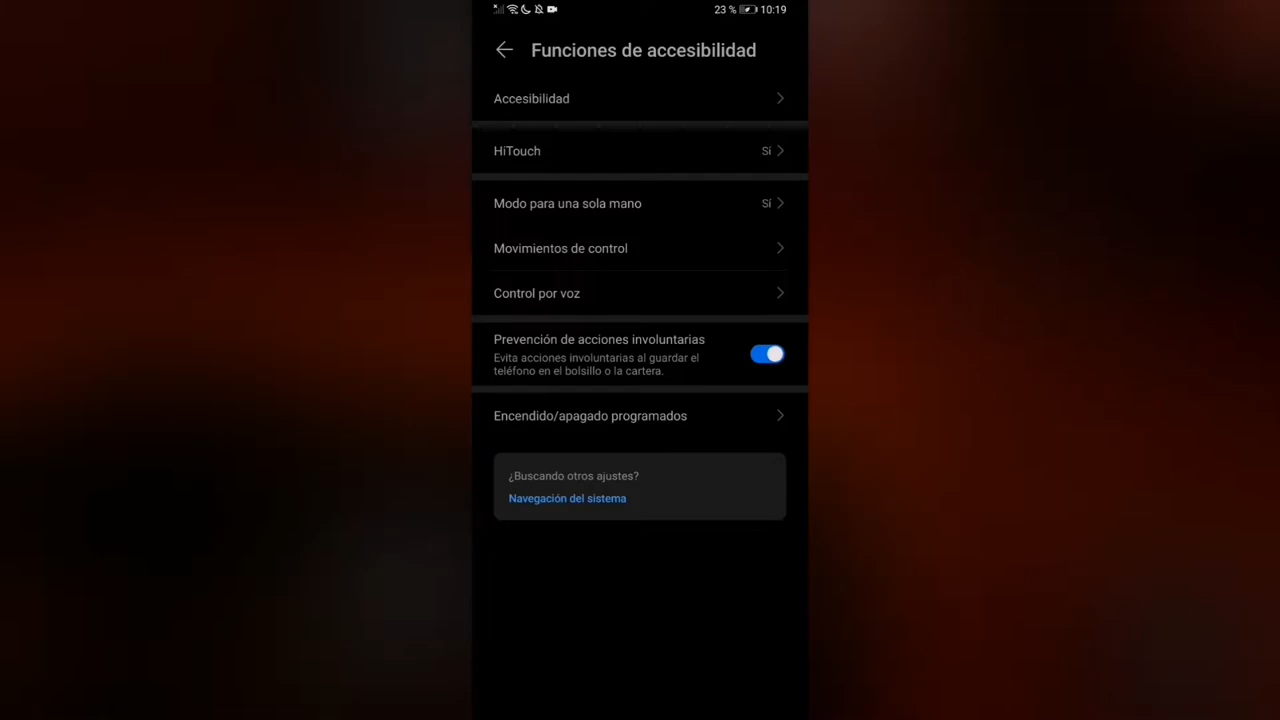 23 % 10:19
Funciones de accesibilidad
Accesibilidad
HiTouch Sí
Modo para una sola mano Sí
Movimientos de control
Control por voz
Prevención de acciones involuntarias
Evita acciones involuntarias al guardar el
teléfono en el bolsillo o la cartera.
Encendido/apagado programados
¿Buscando otros ajustes?
Navegación del sistema